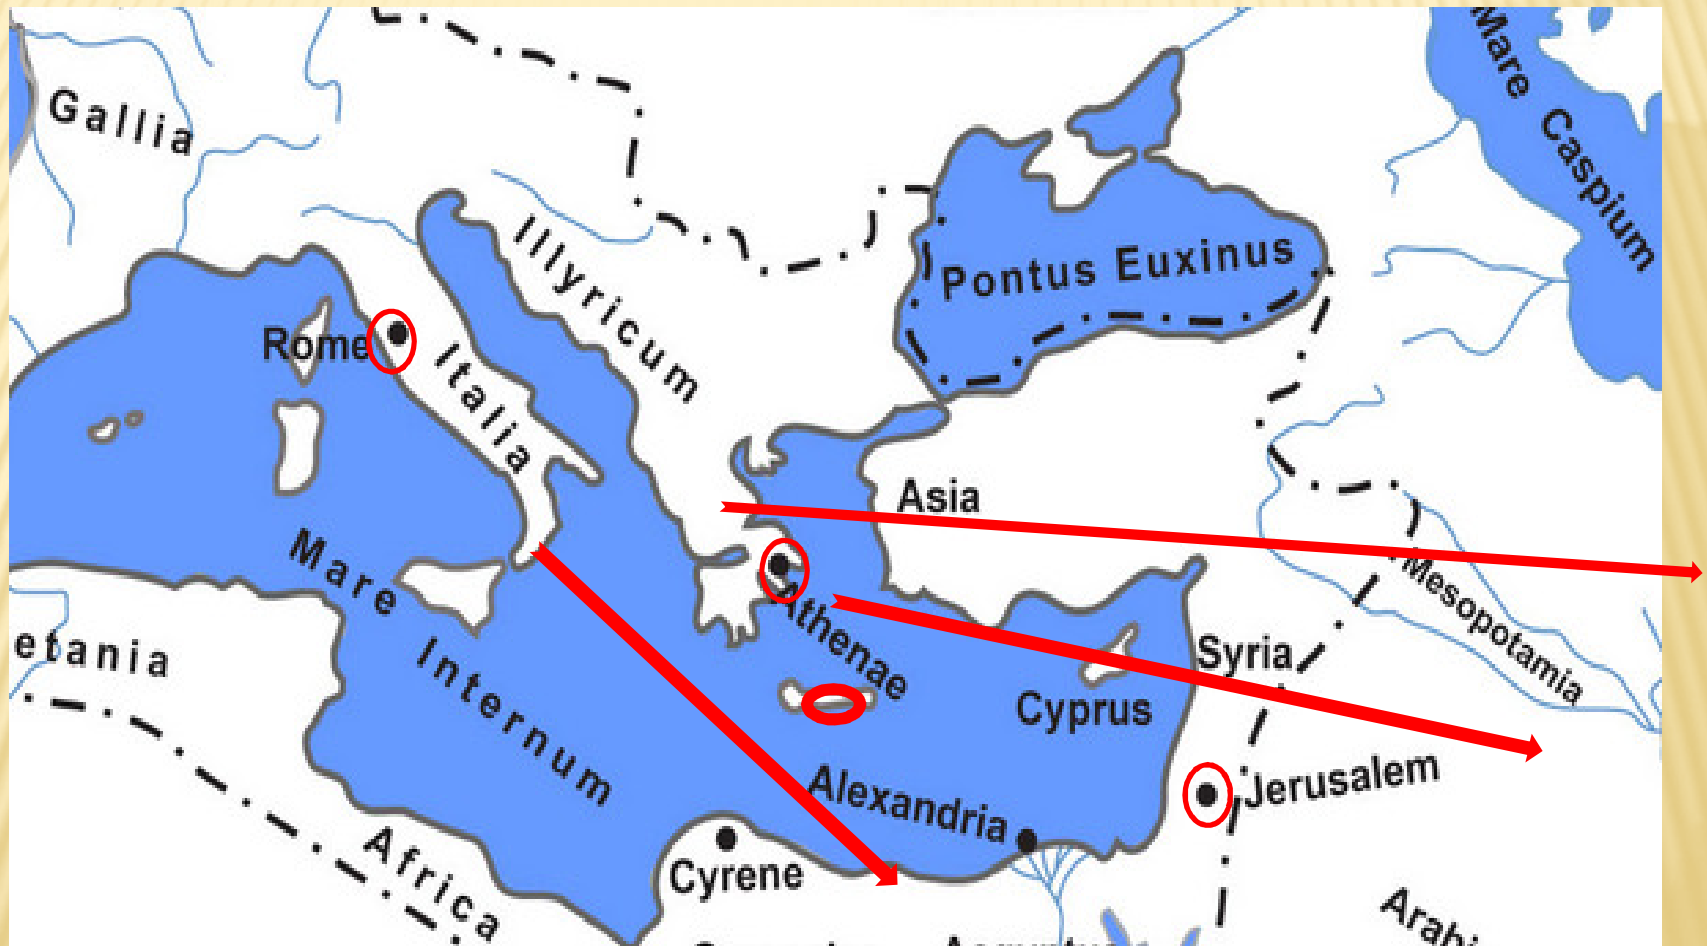 Gallia
Mare Caspium
Illyricum
Pontus Euxinus
Rome
Italia
Asia
Mare Internum
Mesopotamia
Athenae
etania
Syria
Cyprus
Jerusalem
Alexandria
Africa
Cyrene
Arabi